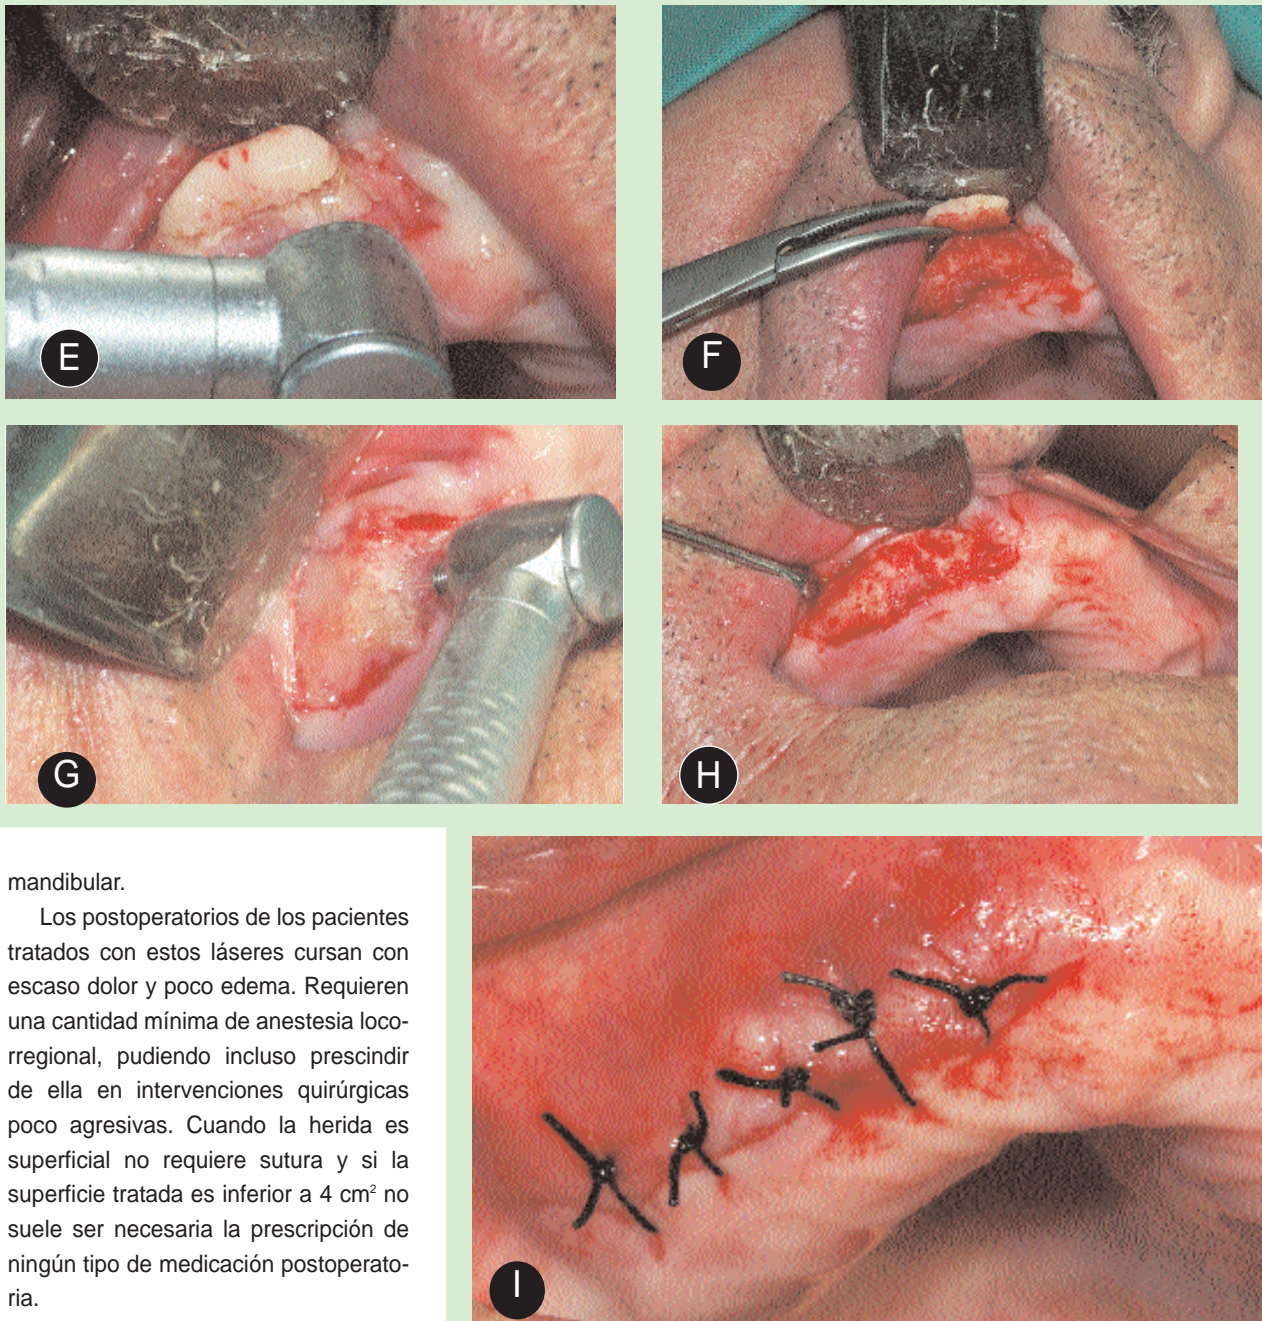 E
F
G
H
mandibular.
Los postoperatorios de los pacientes
tratados con estos láseres cursan con
escaso dolor y poco edema. Requieren
una cantidad mínima de anestesia loco-
rregional, pudiendo incluso prescindir
de ella en intervenciones quirúrgicas
poco agresivas. Cuando la herida es
superficial no requiere sutura y si la
superficie tratada es inferior a 4 cm² no
suele ser necesaria la prescripción de
ningún tipo de medicación postoperato-
ria.
I